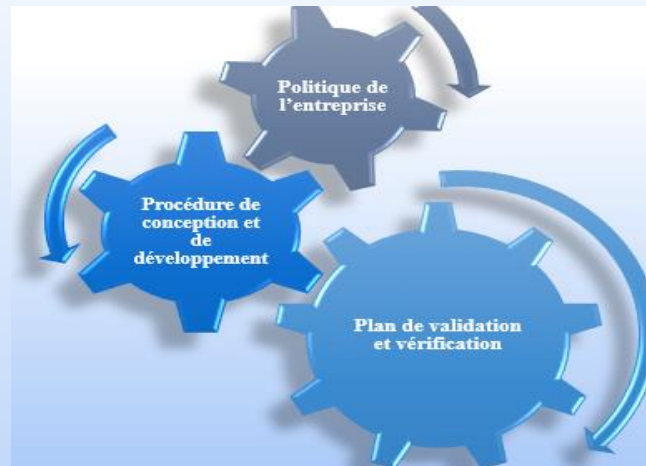 Politique de
l'entreprise
Procédure de
conception et
de
développement
Plan de validation
et vérification